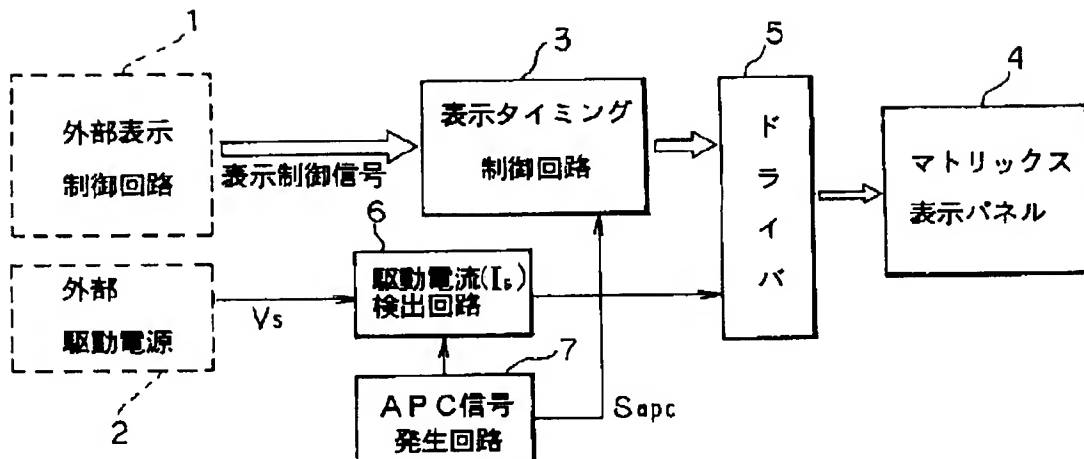 1
外部表示
制御回路
表示制御信号
3
表示タイミング
制御回路
5
ドライバ
4
マトリックス
表示パネル
外部
駆動電源
2
Vs
6
駆動電流(Is)
検出回路
7
APC信号
発生回路
Sapc